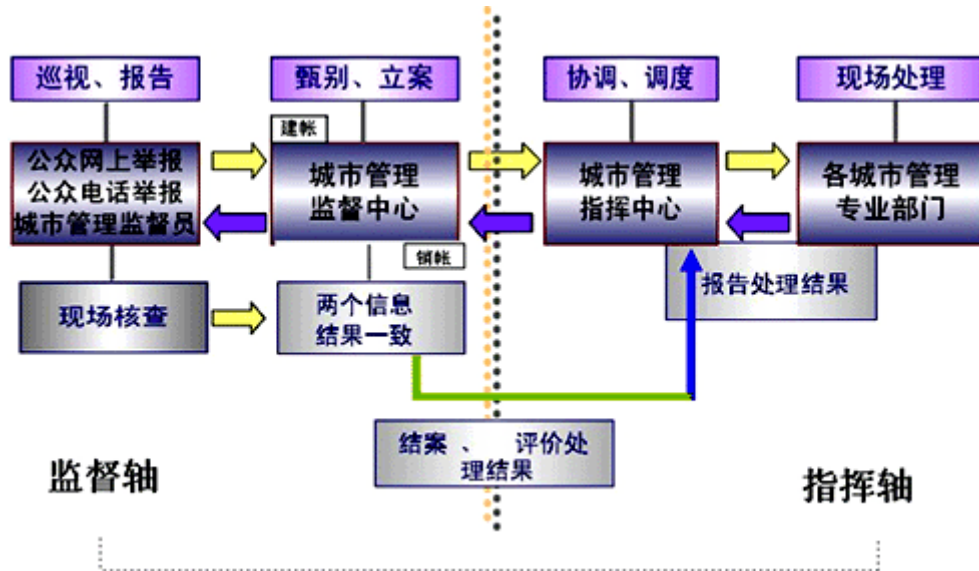 巡视、报告
甄别、立案
协调、调度
现场处理
建帐
公众网上举报
公众电话举报
城市管理监督员
城市管理
监督中心
城市管理
指挥中心
各城市管理
专业部门
销帐
报告处理结果
现场核查
两个信息
结果一致
结案 、 评价处
理结果
监督轴
指挥轴